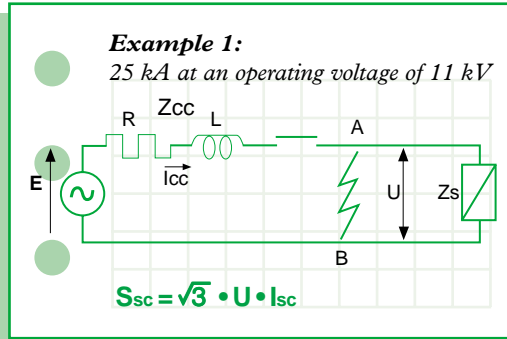 Example 1:
25 kA at an operating voltage of 11 kV
Zcc
R
L
A
Icc
E
U
Zs
B
Ssc = √3 • U • Isc